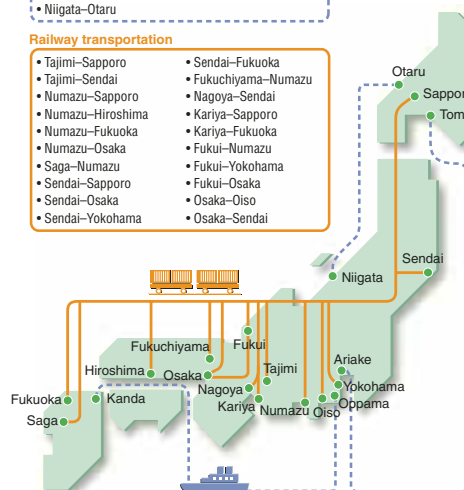 • Niigata–Otaru
Railway transportation
• Tajimi–Sapporo
• Tajimi–Sendai
• Numazu–Sapporo
• Numazu–Hiroshima
• Numazu–Fukuoka
• Numazu–Osaka
• Saga–Numazu
• Sendai–Sapporo
• Sendai–Osaka
• Sendai–Yokohama
• Sendai–Fukuoka
• Fukuchiyama–Numazu
• Nagoya–Sendai
• Kariya–Sapporo
• Kariya–Fukuoka
• Fukui–Numazu
• Fukui–Yokohama
• Fukui–Osaka
• Osaka–Oiso
• Osaka–Sendai
Otaru
Sappor
Tom
Sendai
Niigata
Fukuchiyama
Fukui
Hiroshima
Osaka
Tajimi
Ariake
Nagoya
Yokohama
Kariya
Numazu
Oiso
Oppama
Fukuoka
Kanda
Saga